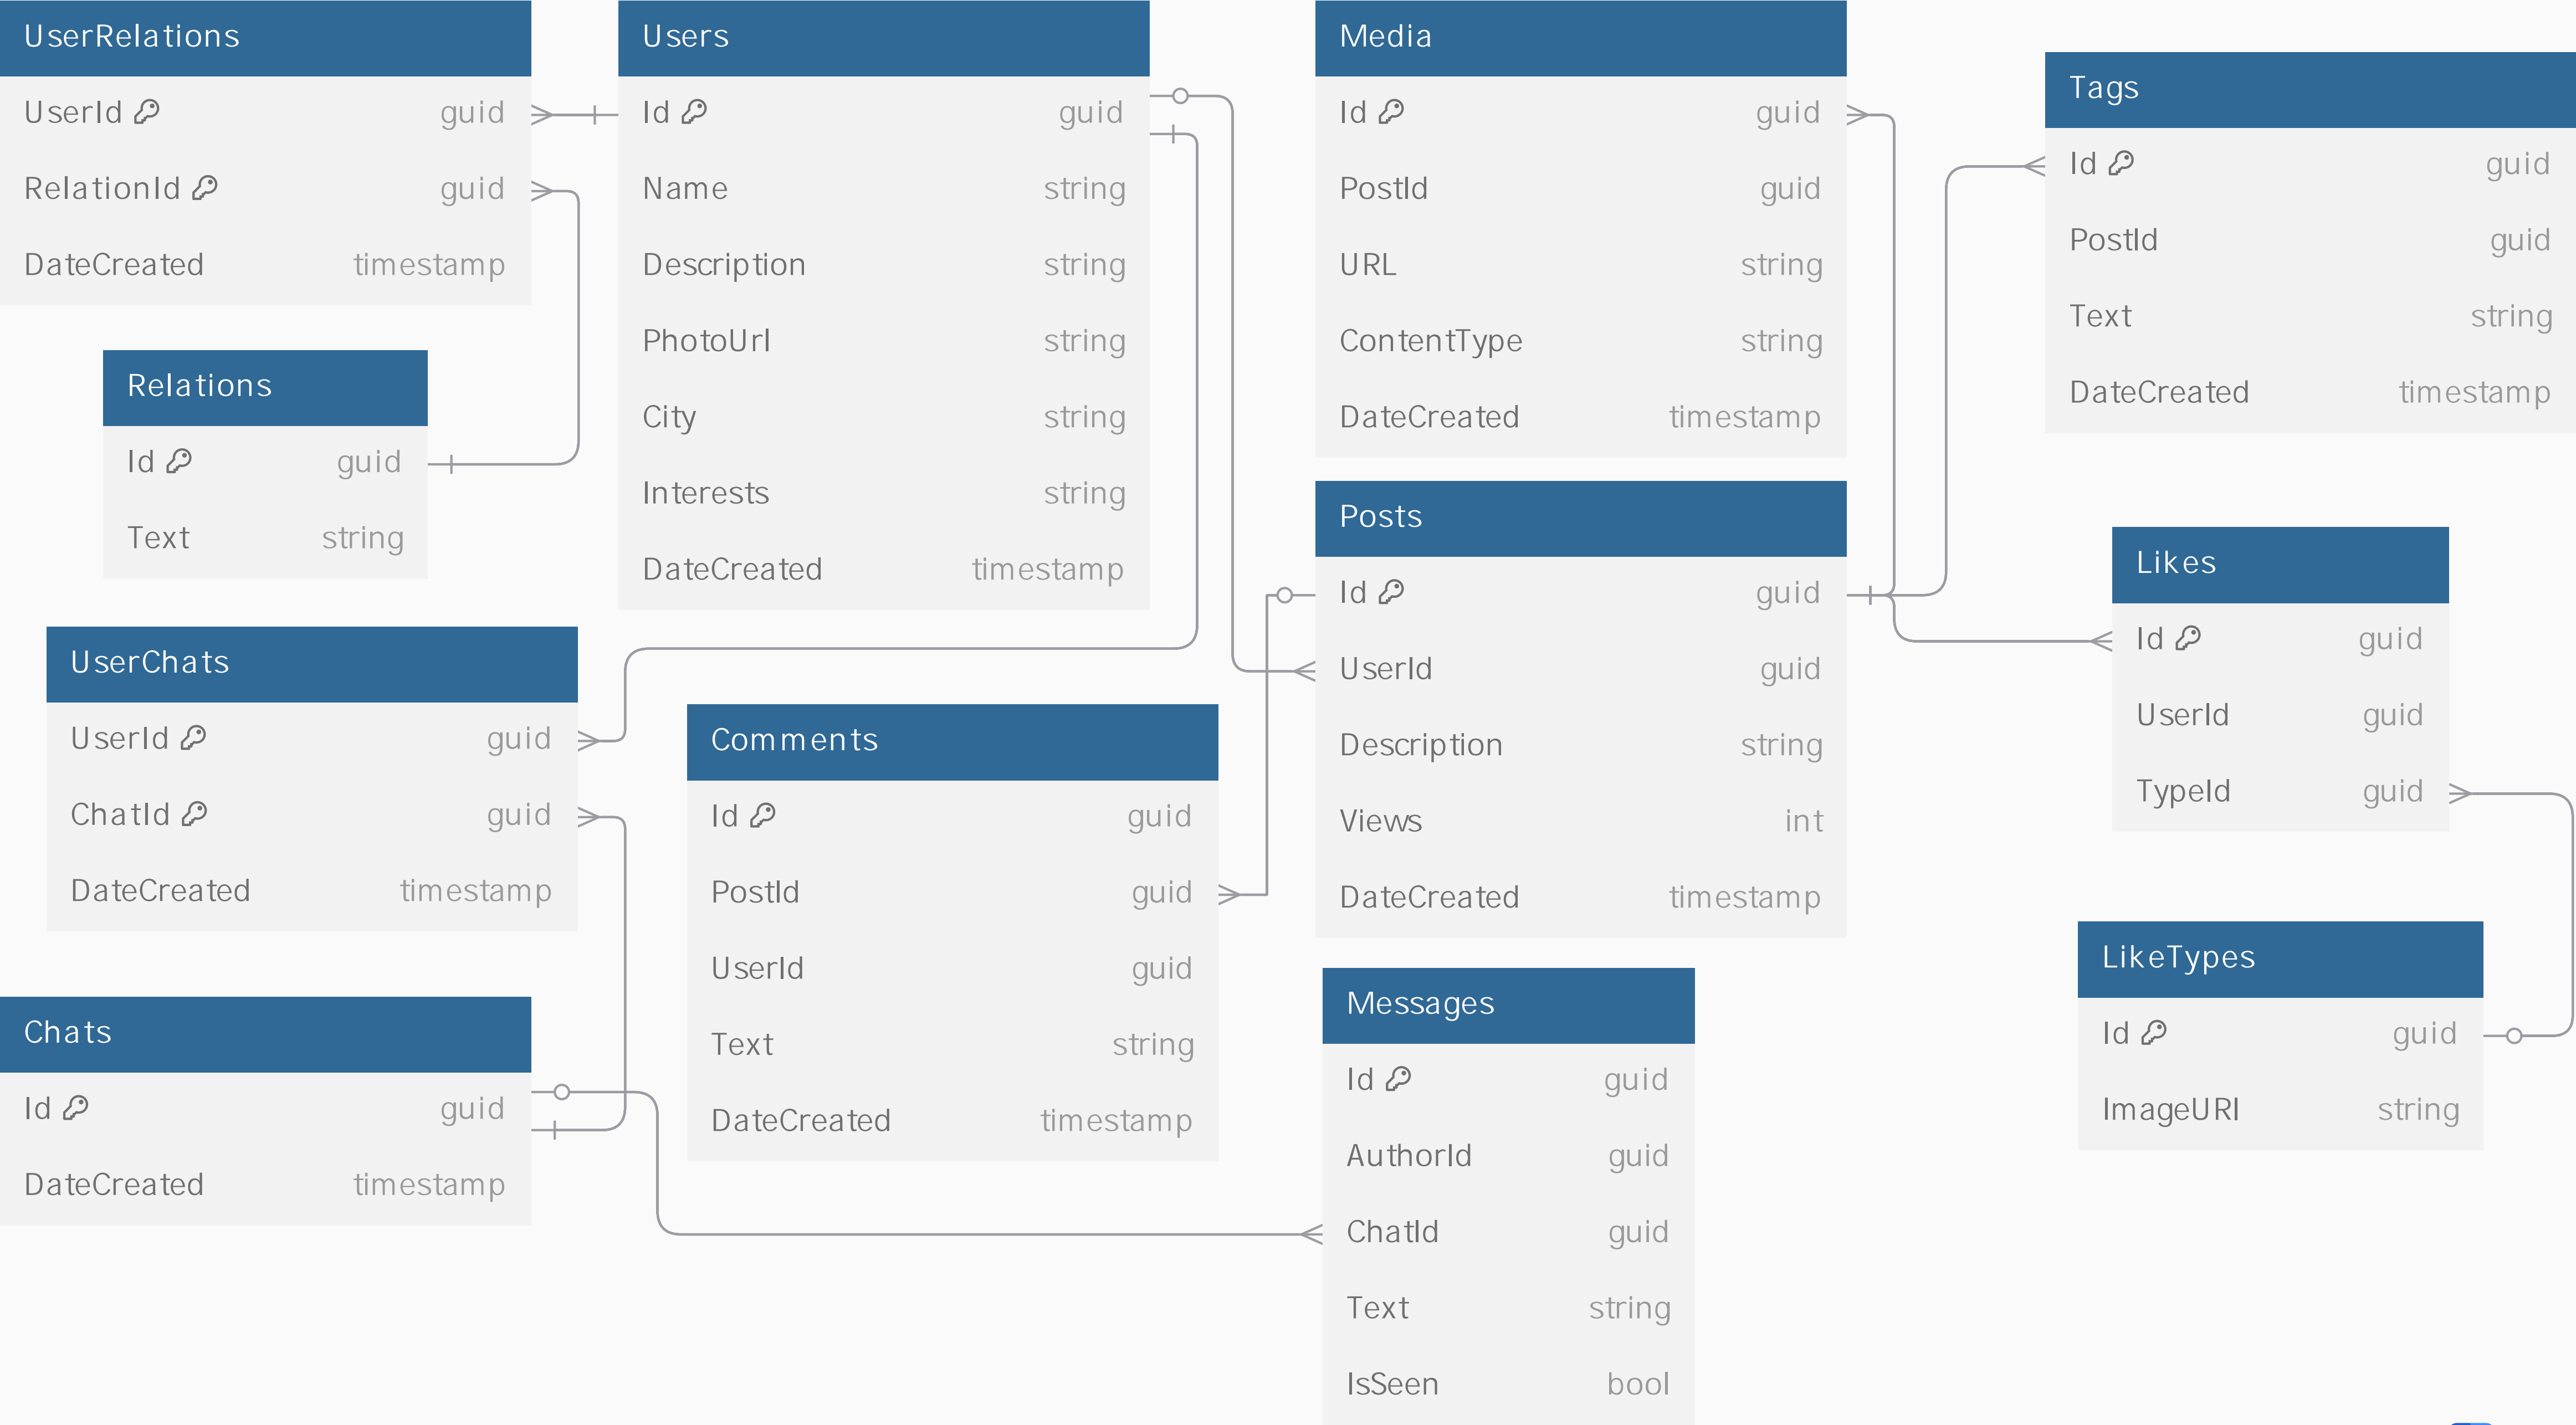 UserRelations
UserId guid
RelationId guid
DateCreated timestamp
Users
Id guid
Name string
Description string
PhotoUrl string
City string
Interests string
DateCreated timestamp
Media
Id guid
PostId guid
URL string
ContentType string
DateCreated timestamp
Tags
Id guid
PostId guid
Text string
DateCreated timestamp
Relations
Id guid
Text string
Posts
Id guid
UserId guid
Description string
Views int
DateCreated timestamp
Likes
Id guid
UserId guid
TypeId guid
UserChats
UserId guid
ChatId guid
DateCreated timestamp
Comments
Id guid
PostId guid
UserId guid
Text string
DateCreated timestamp
LikeTypes
Id guid
ImageURl string
Chats
Id guid
DateCreated timestamp
Messages
Id guid
AuthorId guid
ChatId guid
Text string
IsSeen bool